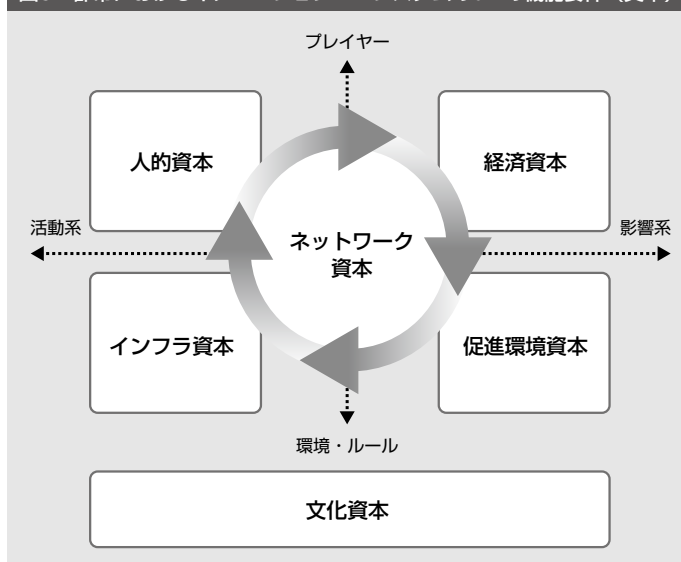 プレイヤー
人的資本
経済資本
活動系
影響系
ネットワーク
資本
インフラ資本
促進環境資本
環境・ルール
文化資本